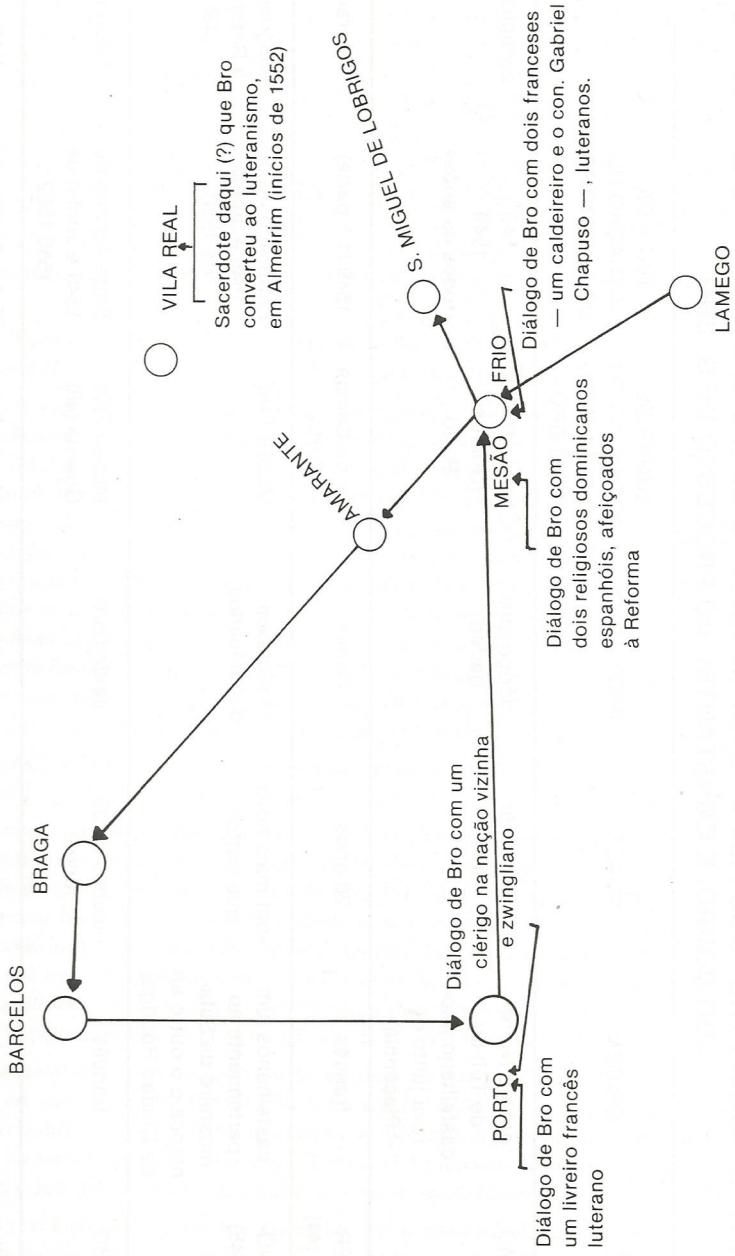 BARCELOS
BRAGA
AMARANTE
VILA REAL
Sacerdote daqui (?) que Bro
converteu ao luteranismo,
em Almeirim (inícios de 1552)
S. MIGUEL DE LOBRIGOS
MESÃO FRIO
Diálogo de Bro com dois franceses
— um caldeireiro e o con. Gabriel
Chapuso —, luteranos.
Diálogo de Bro com
dois religiosos dominicanos
espanhóis, afeiçoados
à Reforma
LAMEGO
Diálogo de Bro com um
clérigo na nação vizinha
e zwingliano
PORTO
Diálogo de Bro com
um livreiro francês
luterano